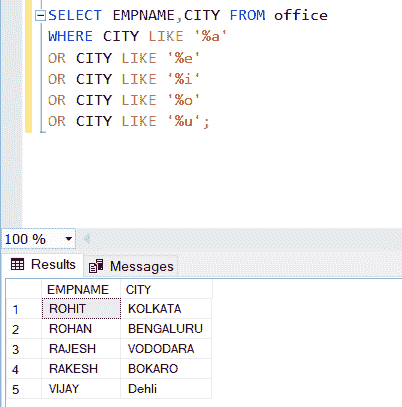 SELECT EMPNAME,CITY FROM office
WHERE CITY LIKE '%a'
OR CITY LIKE '%e'
OR CITY LIKE '%i'
OR CITY LIKE '%o'
OR CITY LIKE '%u';
100 %
Results Messages
EMPNAME CITY
1 ROHIT KOLKATA
2 ROHAN BENGALURU
3 RAJESH VODODARA
4 RAKESH BOKARO
5 VIJAY Dehli